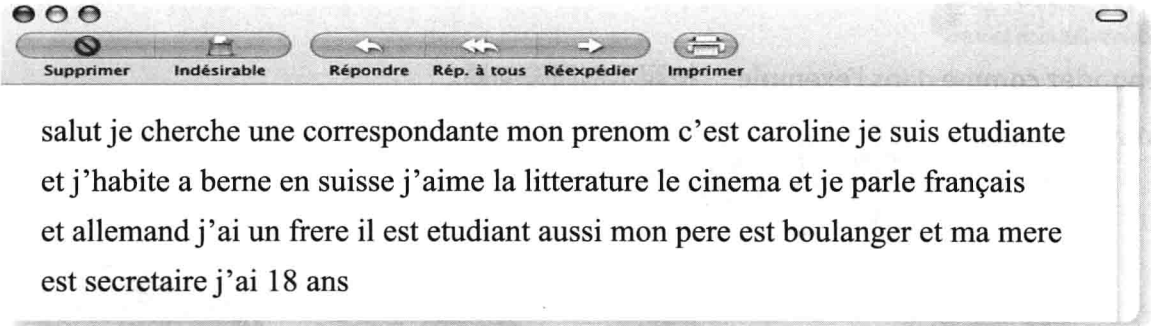 Supprimer Indésirable Répondre Rép. à tous Réexpédier Imprimer
salut je cherche une correspondante mon prenom c’est caroline je suis etudiante
et j’habite a berne en suisse j’aime la litterature le cinema et je parle français
et allemand j’ai un frere il est etudiant aussi mon pere est boulanger et ma mere
est secretaire j’ai 18 ans